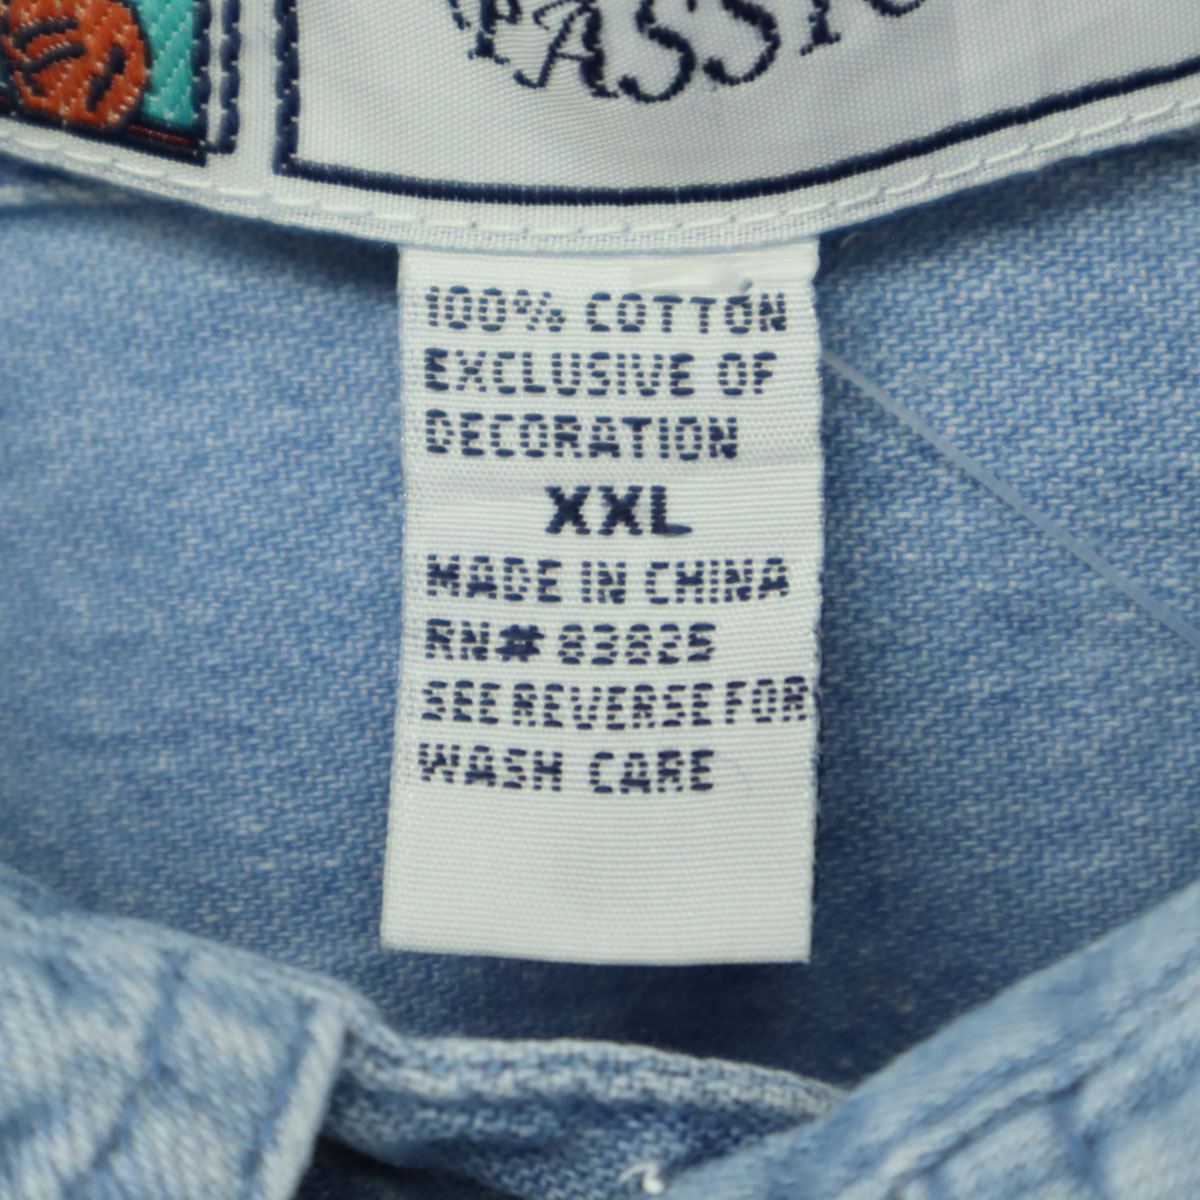 100% COTTON
EXCLUSIVE OF
DECORATION
XXL
MADE IN CHINA
RN# 83825
SEE REVERSE FOR
WASH CARE